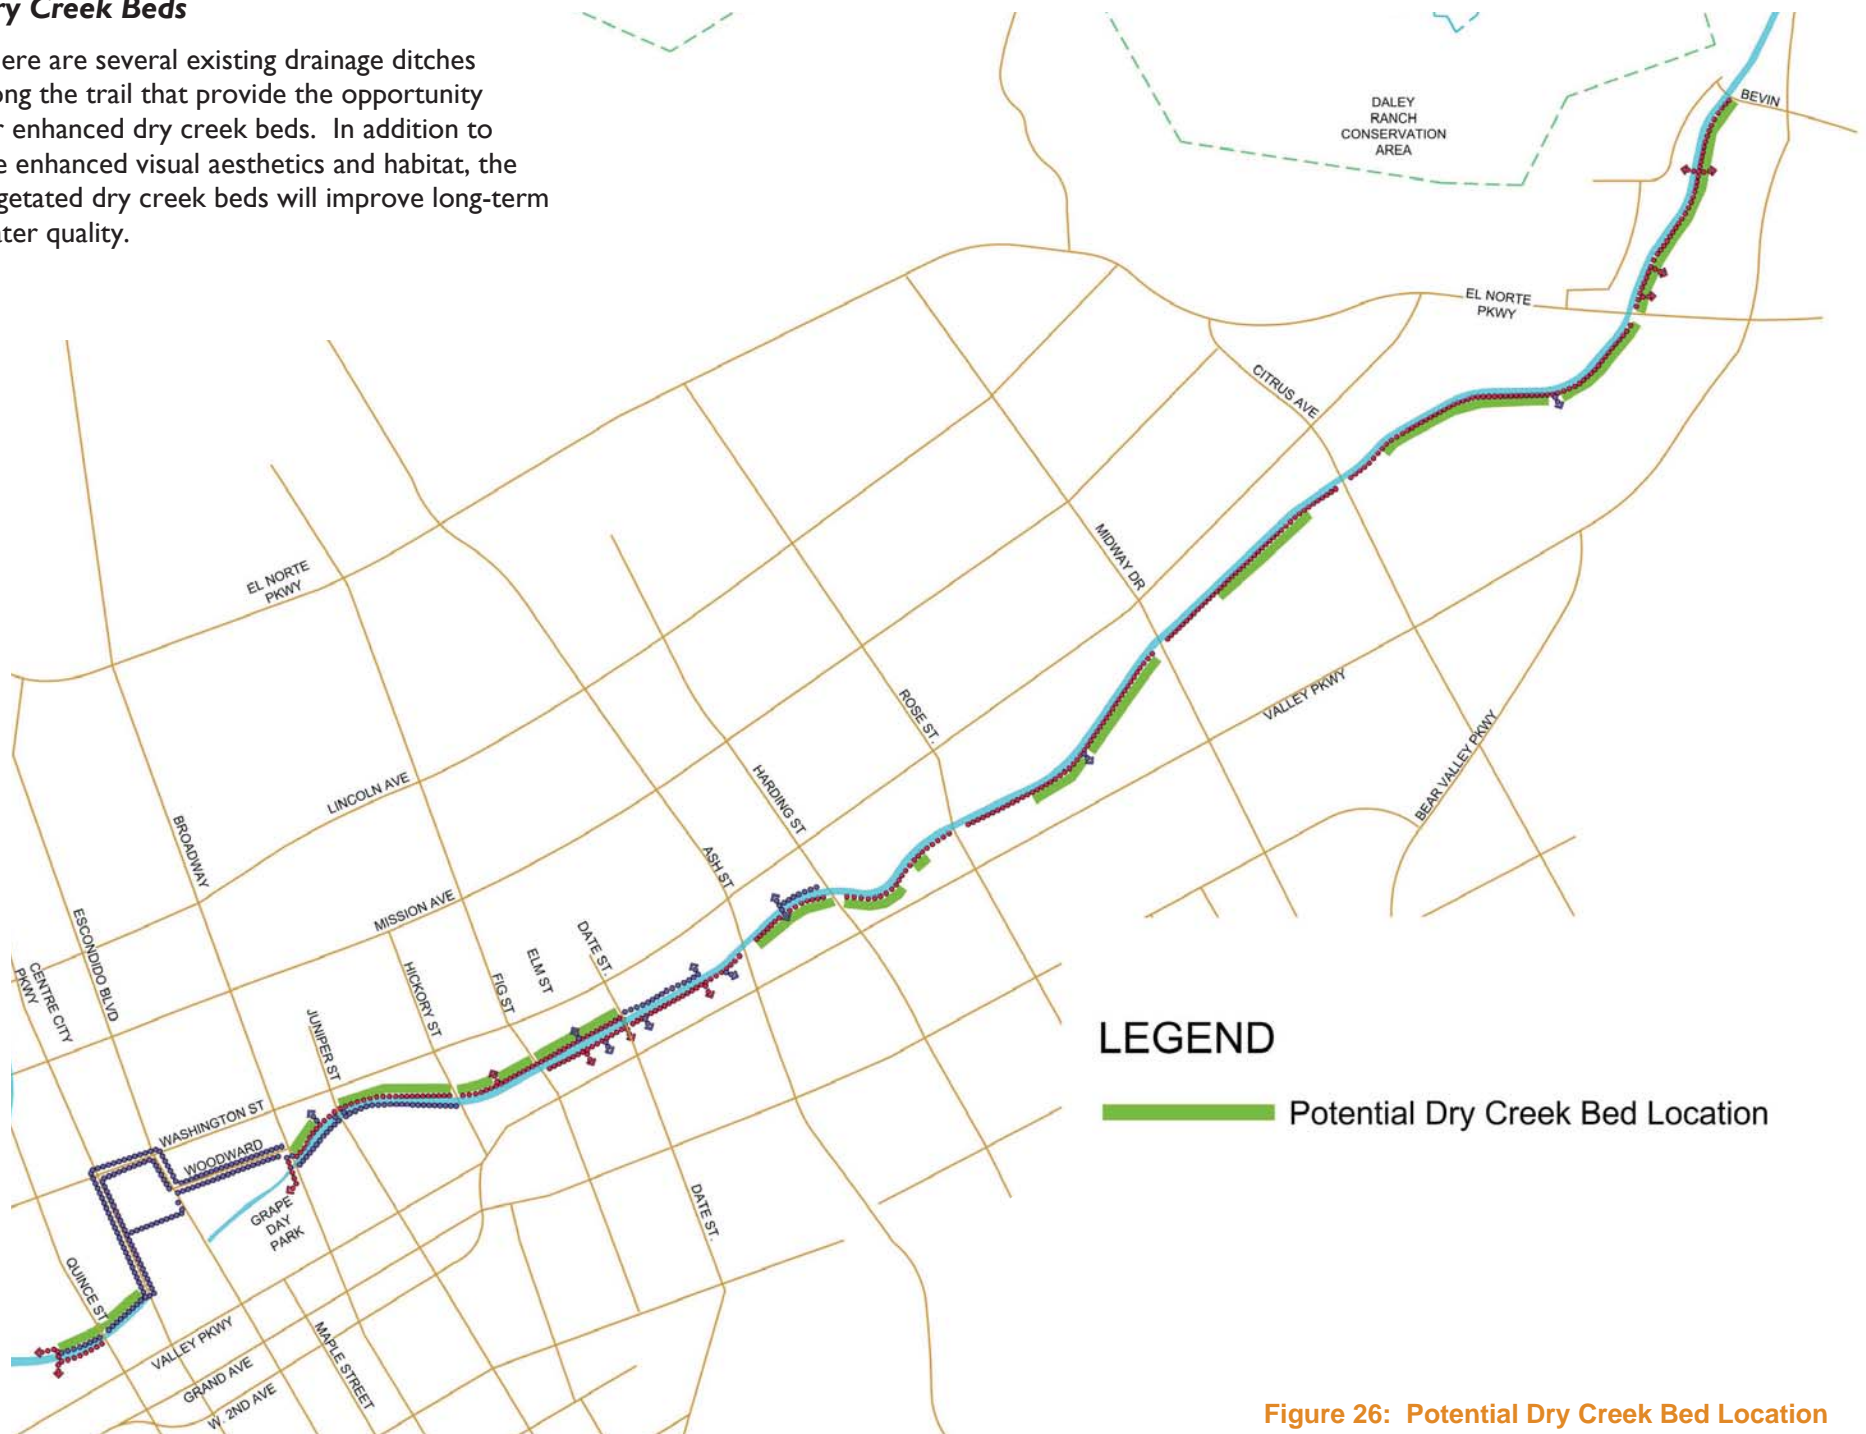 ry Creek Beds
ere are several existing drainage ditches
ong the trail that provide the opportunity
r enhanced dry creek beds. In addition to
e enhanced visual aesthetics and habitat, the
getated dry creek beds will improve long-term
ater quality.
DALEY
RANCH
CONSERVATION
AREA
BEVIN
EL NORTE
PKWY
CITRUS AVE
MIDWAY DR
EL NORTE
PKWY
ROSE ST.
VALLEY PKWY
BEAR VALLEY PKWY
LINCOLN AVE
HARDING ST
BROADWAY
ASH ST
MISSION AVE
ESCONDIDO BLVD
CENTRE CITY
PKWY
HICKORY ST
FIG ST
ELM ST
DATE ST.
JUNIPER ST
WASHINGTON ST
WOODWARD
GRAPE
DAY
PARK
QUINCE ST
DATE ST.
VALLEY PKWY
GRAND AVE
W. 2ND AVE
MAPLE STREET
LEGEND
Potential Dry Creek Bed Location
Figure 26: Potential Dry Creek Bed Location